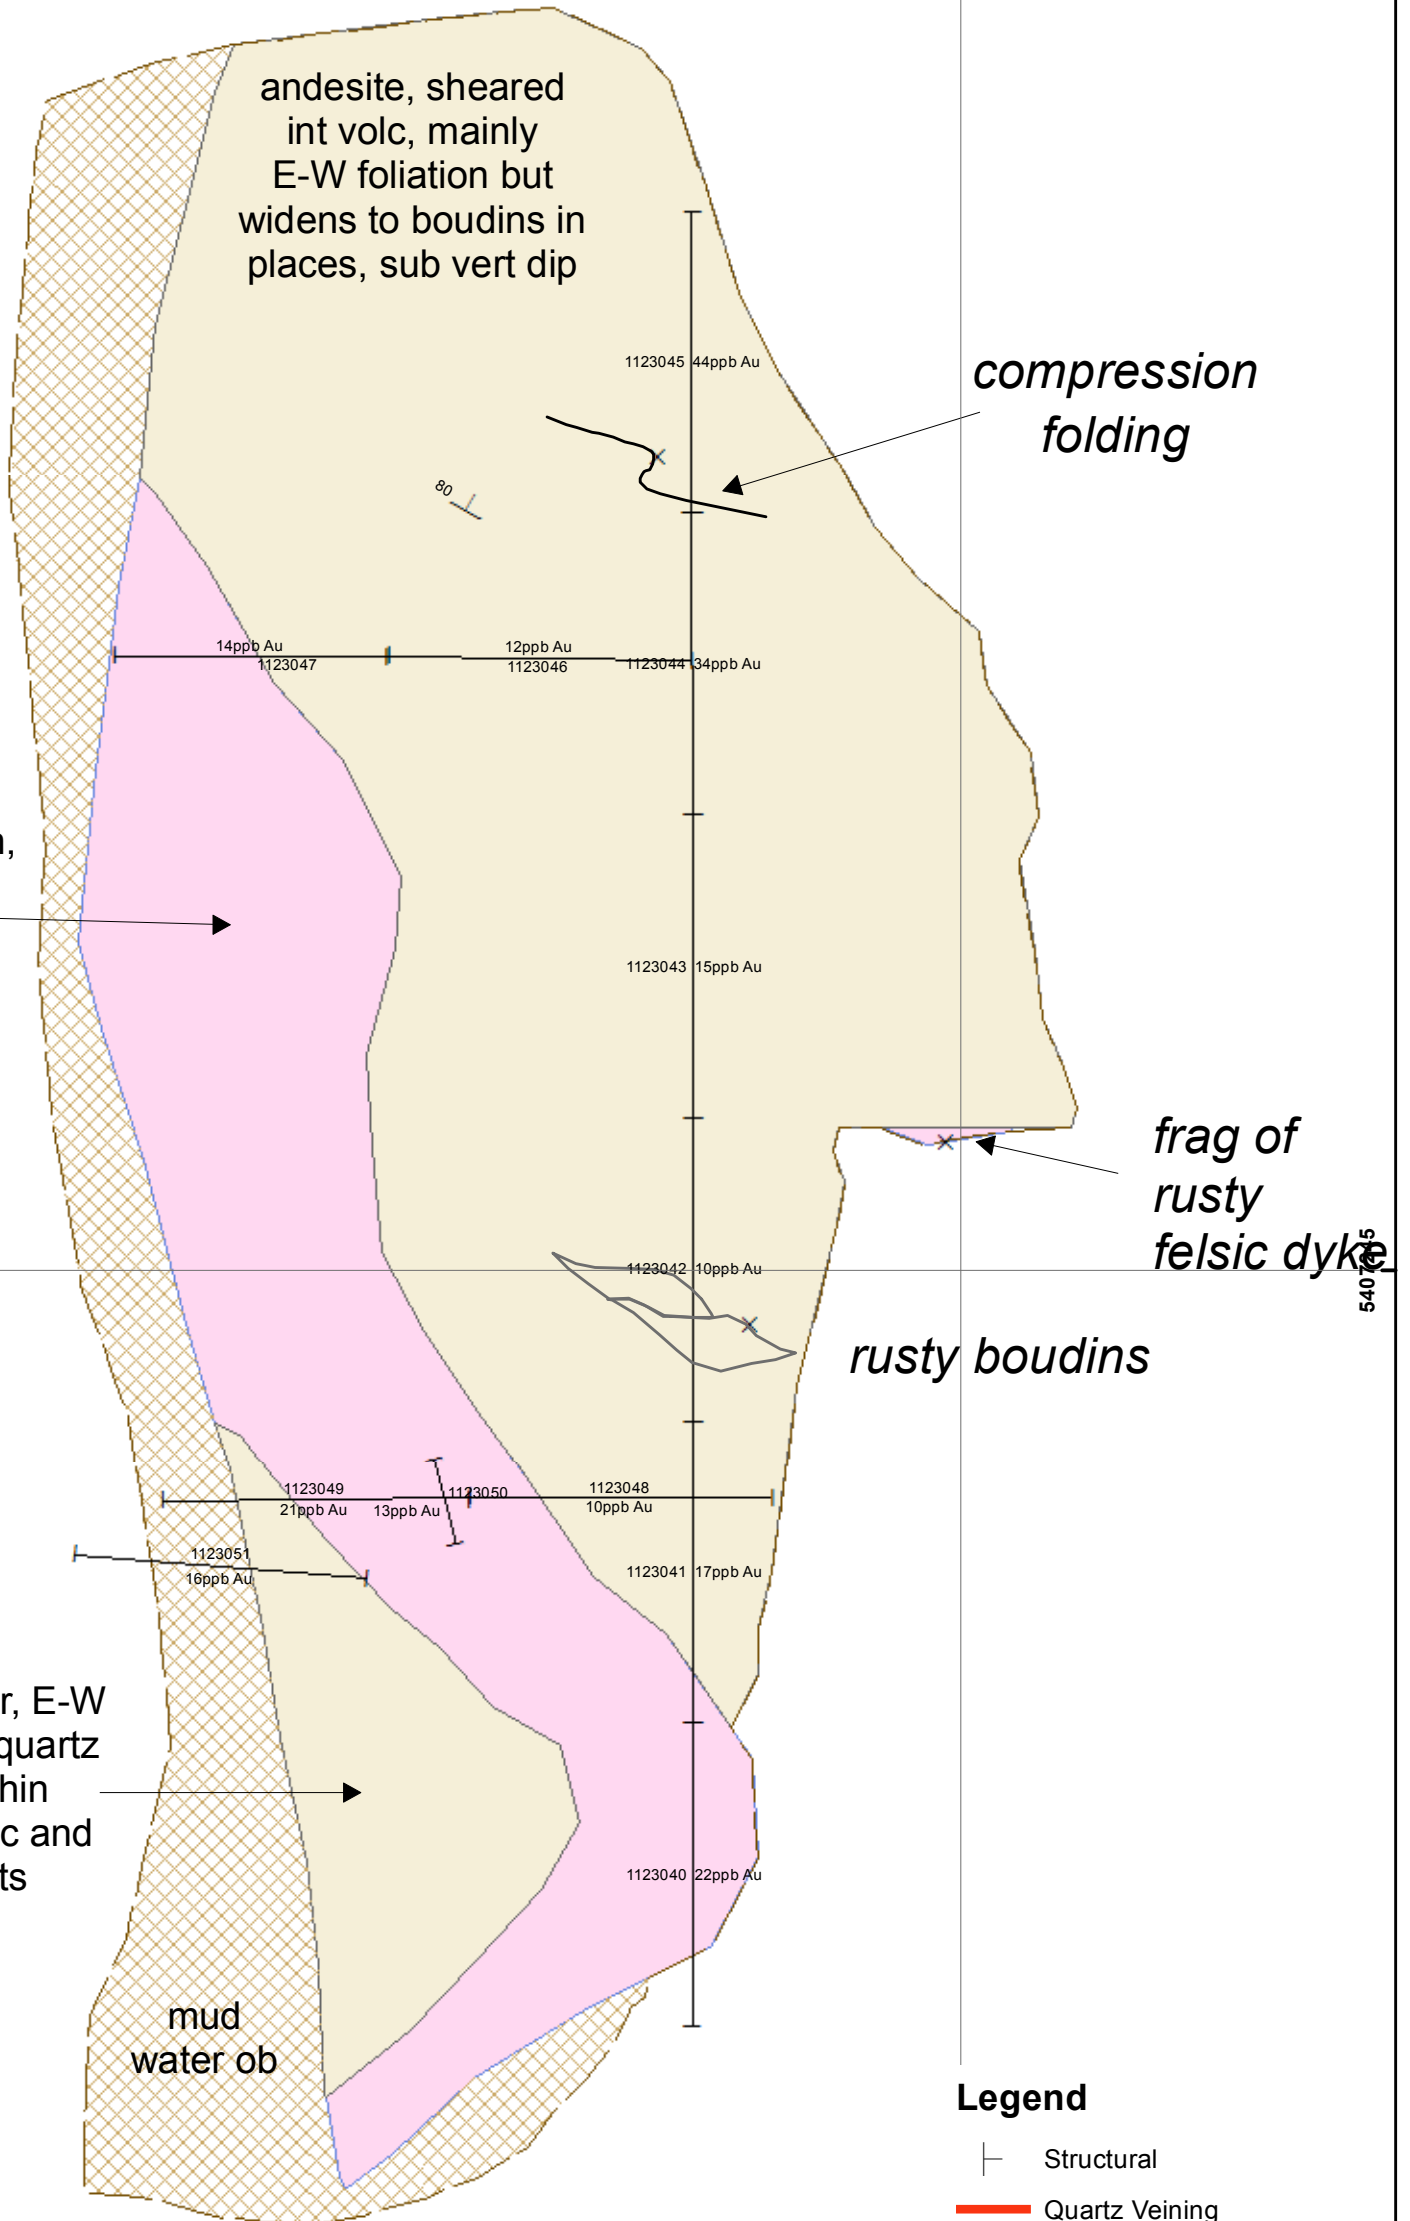 andesite, sheared
int volc, mainly
E-W foliation but
widens to boudins in
places, sub vert dip
1123045 44ppb Au
compression
folding
80
14ppb Au
1123047
12ppb Au
1123046
1123044 34ppb Au
,
1123043 15ppb Au
frag of
rusty
felsic dyke
1123042 10ppb Au
rusty boudins
1123049
21ppb Au
13ppb Au
1123050
1123048
10ppb Au
1123051
16ppb Au
1123041 17ppb Au
r, E-W
quartz
hin
c and
ts
1123040 22ppb Au
mud
water ob
Legend
Structural
Quartz Veining